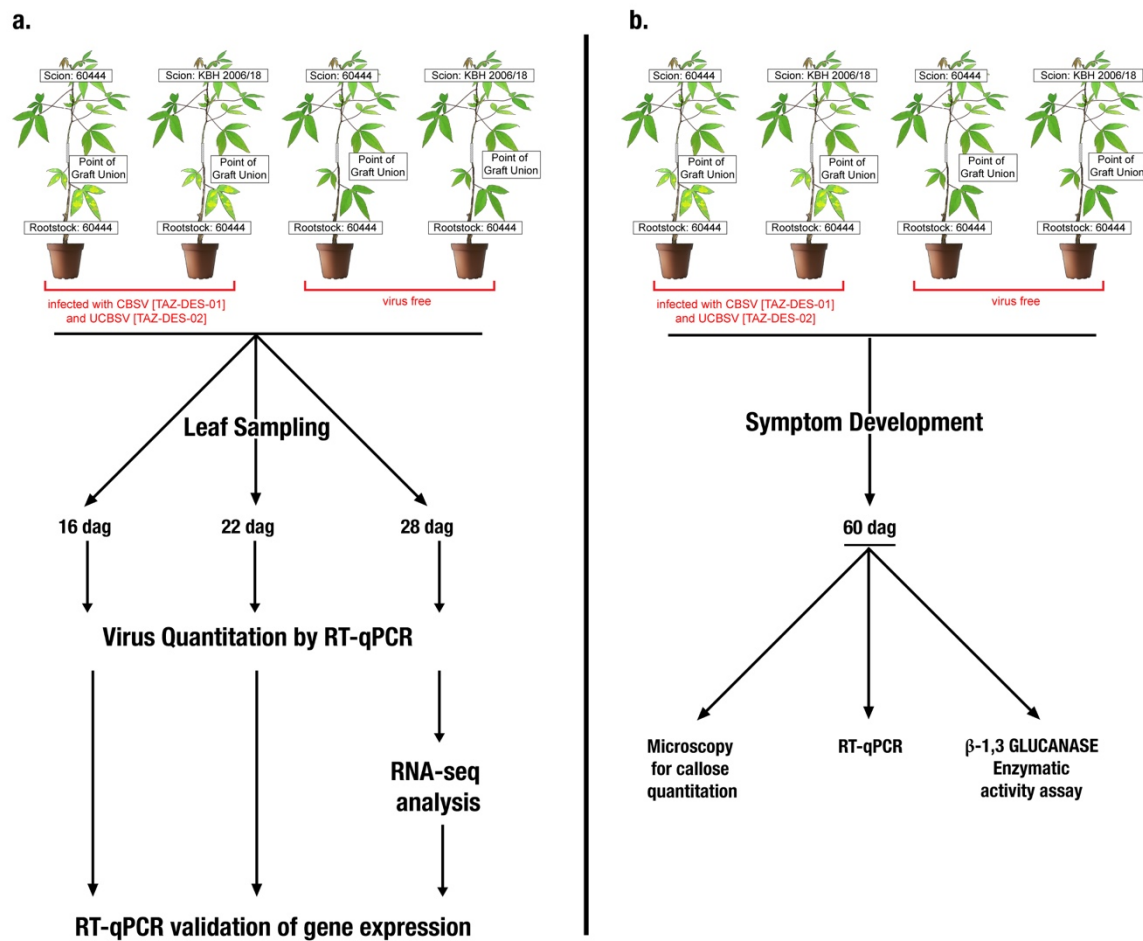 a.
Scion: 60444
Scion: KBH 2006/18
Scion: 60444
Scion: KBH 2006/18
Point of
Graft Union
Point of
Graft Union
Point of
Graft Union
Point of
Graft Union
Rootstock: 60444
Rootstock: 60444
Rootstock: 60444
Rootstock: 60444
infected with CBSV [TAZ-DES-01]
and UCBSV [TAZ-DES-02]
virus free
Leaf Sampling
16 dag
22 dag
28 dag
Virus Quantitation by RT-qPCR
RNA-seq
analysis
RT-qPCR validation of gene expression
b.
Scion: 60444
Scion: KBH 2006/18
Scion: 60444
Scion: KBH 2006/18
Point of
Graft Union
Point of
Graft Union
Point of
Graft Union
Point of
Graft Union
Rootstock: 60444
Rootstock: 60444
Rootstock: 60444
Rootstock: 60444
infected with CBSV [TAZ-DES-01]
and UCBSV [TAZ-DES-02]
virus free
Symptom Development
60 dag
Microscopy
for callose
quantitation
RT-qPCR
β-1,3 GLUCANASE
Enzymatic
activity assay